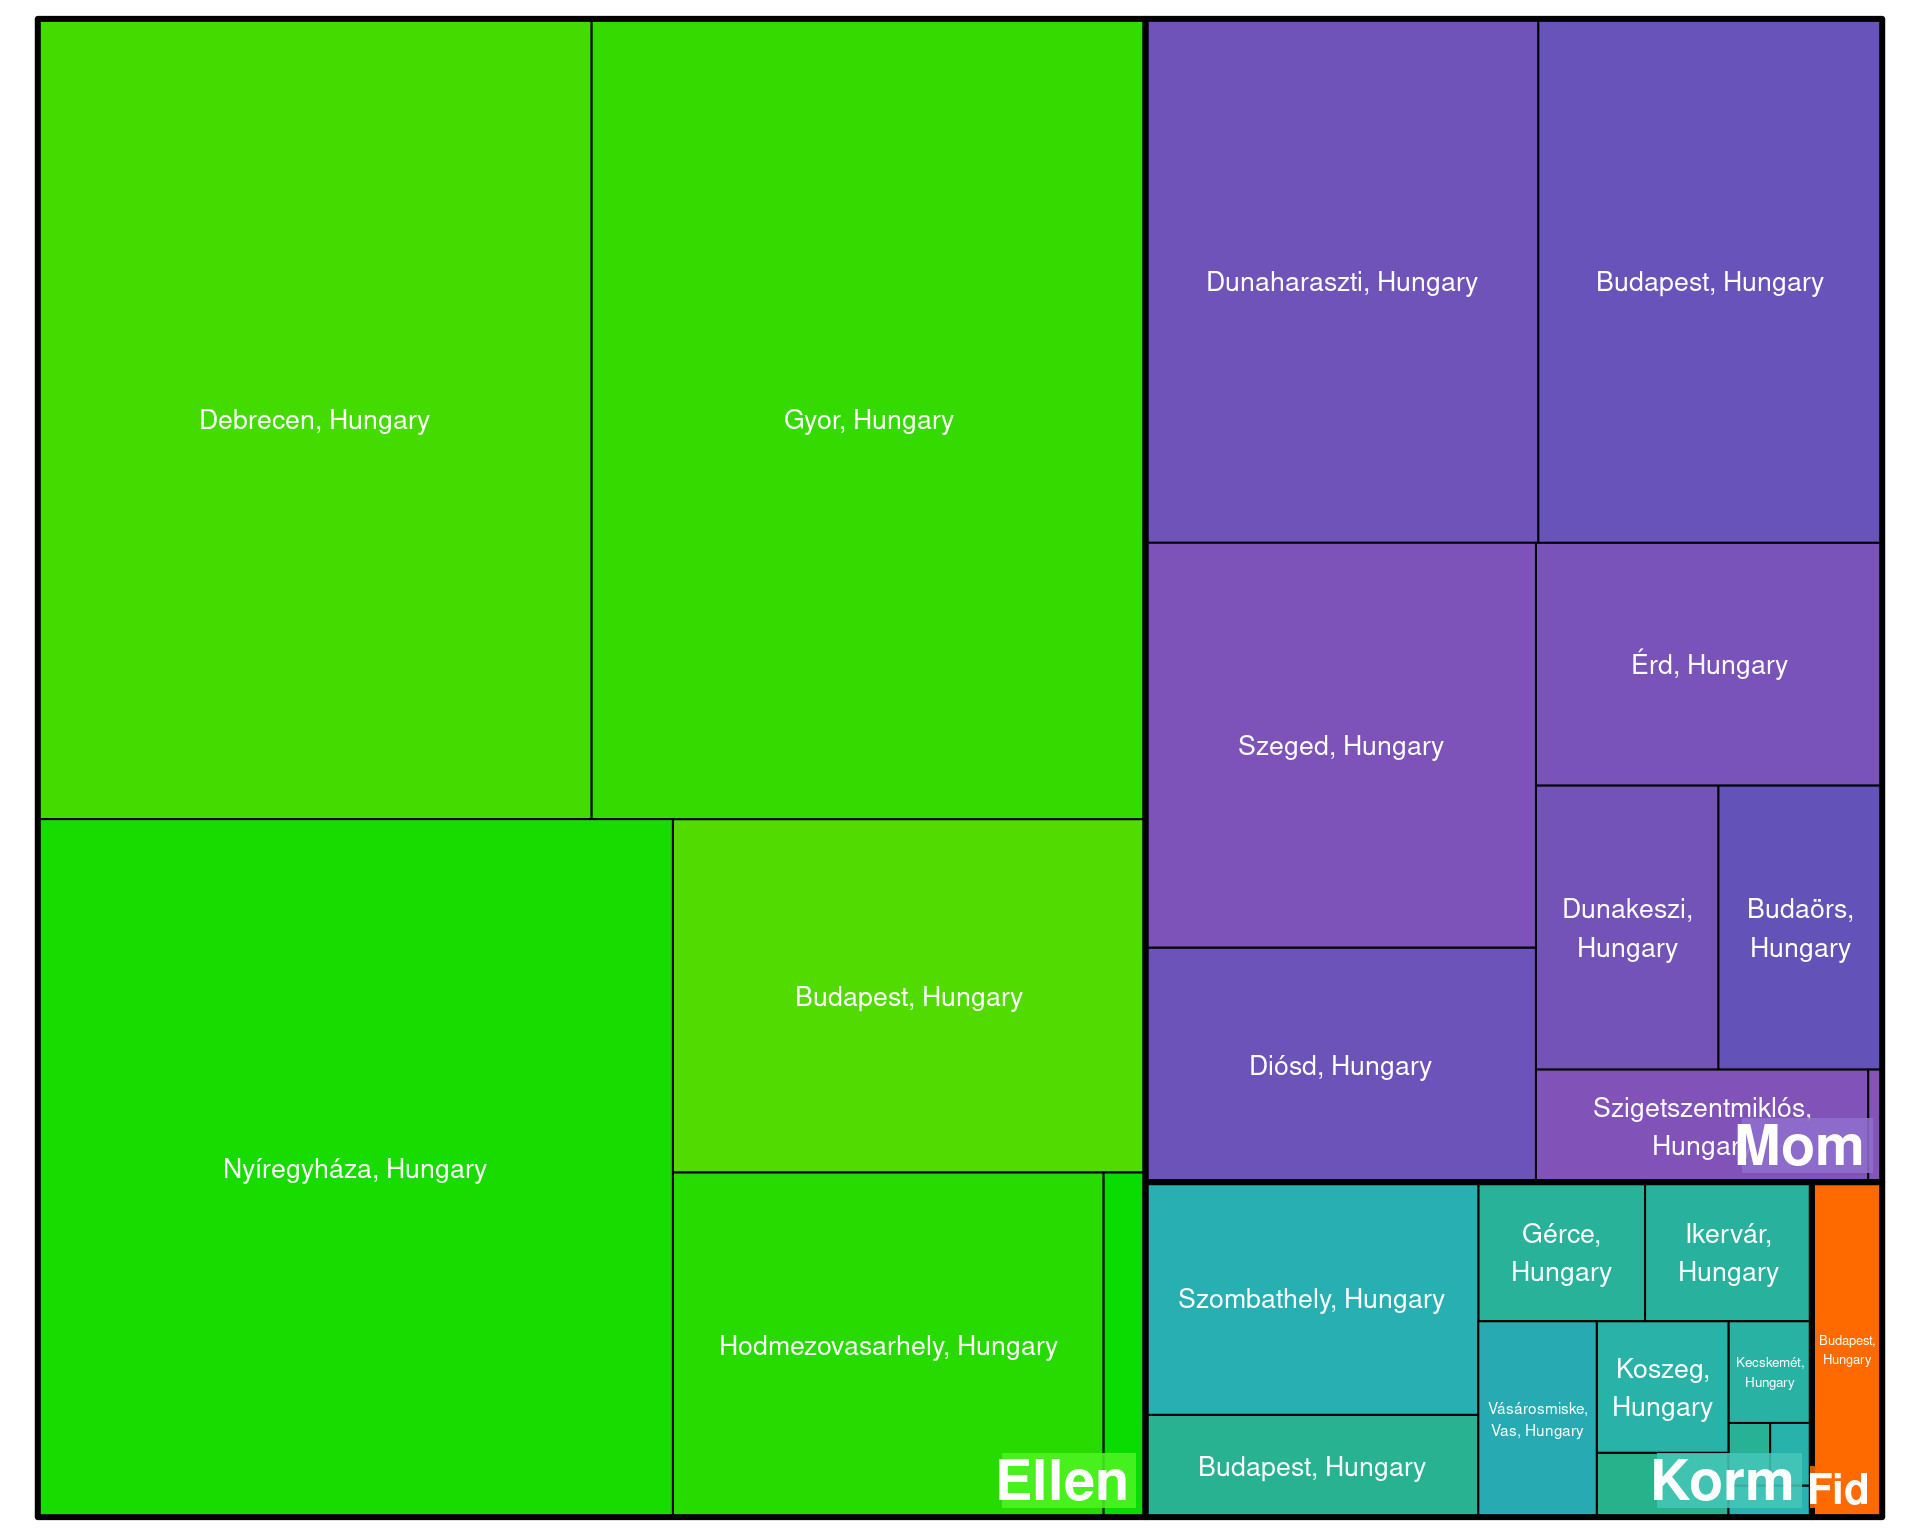 Debrecen, Hungary
Gyor, Hungary
Nyíregyháza, Hungary
Budapest, Hungary
Hodmezovasarhely, Hungary
Ellen
Dunaharaszti, Hungary
Budapest, Hungary
Szeged, Hungary
Érd, Hungary
Diósd, Hungary
Dunakeszi,
Hungary
Budaörs,
Hungary
Szigetszentmiklós,
Hungar
Mom
Szombathely, Hungary
Budapest, Hungary
Gérce,
Hungary
Ikervár,
Hungary
Vásárosmiske,
Vas, Hungary
Koszeg,
Hungary
Kecskemét,
Hungary
Korm
Budapest,
Hungary
Fid